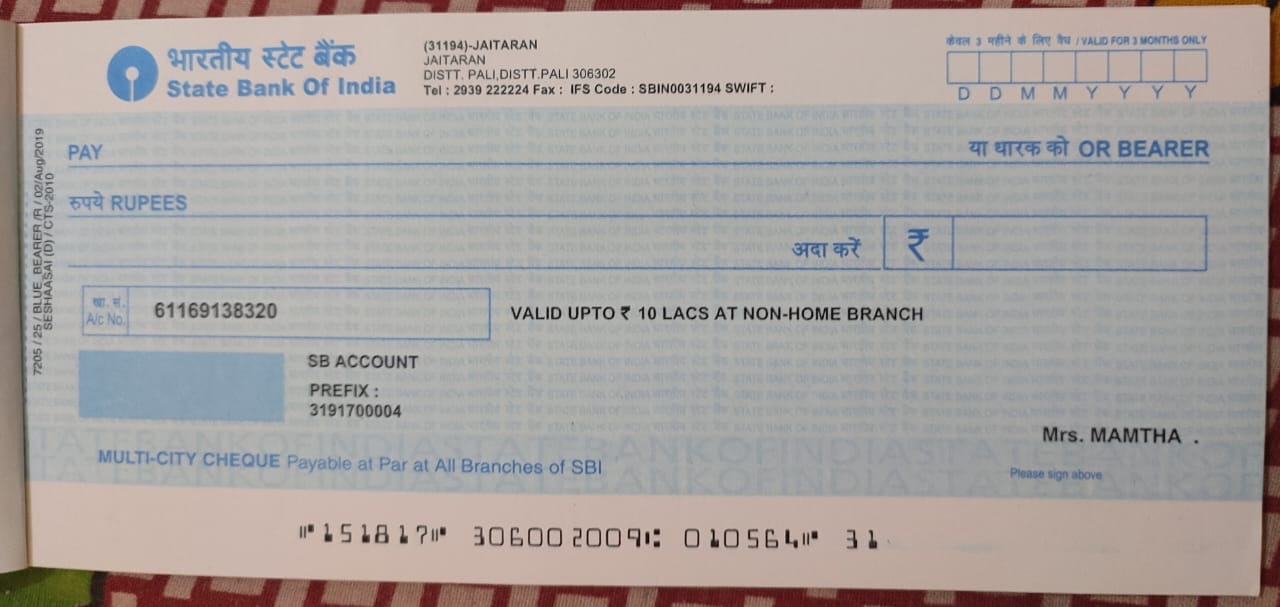 भारतीय स्टेट बैंक
State Bank Of India
(31194)-JAITARAN
JAITARAN
DISTT. PALI,DISTT.PALI 306302
Tel : 2939 222224 Fax : IFS Code : SBIN0031194 SWIFT :
केवल 3 महीने के लिए वैध / VALID FOR 3 MONTHS ONLY
D D M M Y Y Y Y
PAY
या धारक को OR BEARER
रुपये RUPEES
अदा करें ₹
खा. सं.
A/c No.
61169138320
VALID UPTO ₹ 10 LACS AT NON-HOME BRANCH
SB ACCOUNT
PREFIX :
3191700004
Mrs. MAMTHA .
MULTI-CITY CHEQUE Payable at Par at All Branches of SBI
Please sign above
⑈151817⑈ 306002009⑆ 010564⑈ 31
7205 / 25 / BLUE_BEARER /R / 02/Aug/2019
SESHAASAI (D) / CTS-2010
STATEBANKOFINDIASTATEBANKOFINDIASTATEBANKOF
STATEBANKOFINDIASTATEBANKOFINDIASTATEBANKOF